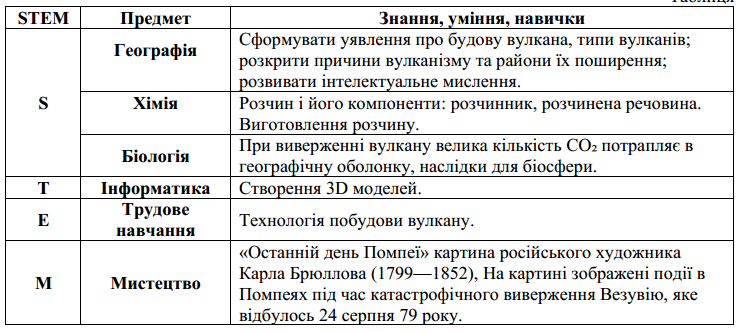 Таблиця
STEM Предмет Знання, уміння, навички
S
Географія
Сформувати уявлення про будову вулкана, типи вулканів;
розкрити причини вулканізму та райони їх поширення;
розвивати інтелектуальне мислення.
Хімія
Розчин і його компоненти: розчинник, розчинена речовина.
Виготовлення розчину.
Біологія
При виверженні вулкану велика кількість CO₂ потрапляє в
географічну оболонку, наслідки для біосфери.
T Інформатика Створення 3D моделей.
E
Трудове
навчання
Технологія побудови вулкану.
M
Мистецтво
«Останній день Помпеї» картина російського художника
Карла Брюллова (1799—1852), На картині зображені події в
Помпеях під час катастрофічного виверження Везувію, яке
відбулось 24 серпня 79 року.